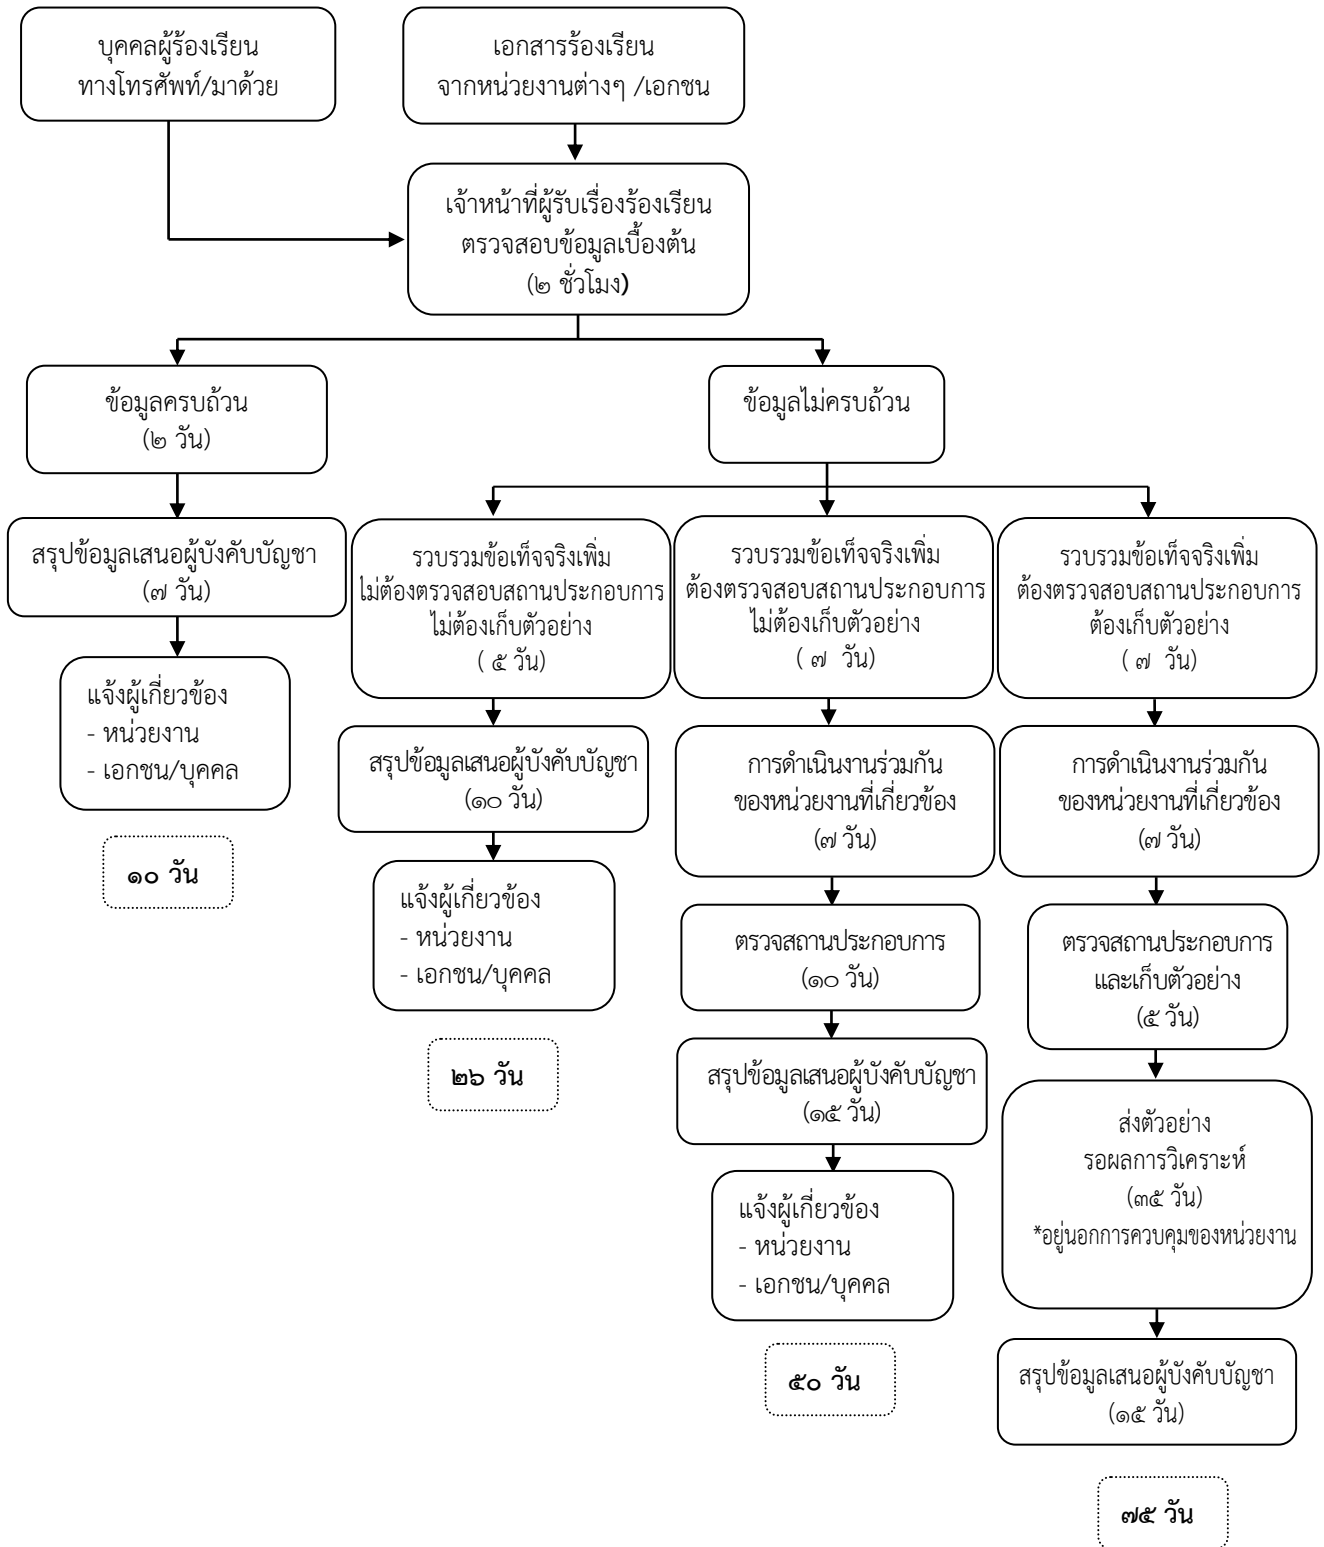 บุคคลผู้ร้องเรียน
ทางโทรศัพท์/มาด้วย
เอกสารร้องเรียน
จากหน่วยงานต่างๆ /เอกชน
เจ้าหน้าที่ผู้รับเรื่องร้องเรียน
ตรวจสอบข้อมูลเบื้องต้น
(๒ ชั่วโมง)
ข้อมูลครบถ้วน
(๒ วัน)
ข้อมูลไม่ครบถ้วน
สรุปข้อมูลเสนอผู้บังคับบัญชา
(๗ วัน)
แจ้งผู้เกี่ยวข้อง
- หน่วยงาน
- เอกชน/บุคคล
๑๐ วัน
รวบรวมข้อเท็จจริงเพิ่ม
ไม่ต้องตรวจสอบสถานประกอบการ
ไม่ต้องเก็บตัวอย่าง
( ๕ วัน)
สรุปข้อมูลเสนอผู้บังคับบัญชา
(๑๐ วัน)
แจ้งผู้เกี่ยวข้อง
- หน่วยงาน
- เอกชน/บุคคล
๒๖ วัน
รวบรวมข้อเท็จจริงเพิ่ม
ต้องตรวจสอบสถานประกอบการ
ไม่ต้องเก็บตัวอย่าง
( ๗ วัน)
การดำเนินงานร่วมกัน
ของหน่วยงานที่เกี่ยวข้อง
(๗ วัน)
ตรวจสถานประกอบการ
(๑๐ วัน)
สรุปข้อมูลเสนอผู้บังคับบัญชา
(๑๕ วัน)
แจ้งผู้เกี่ยวข้อง
- หน่วยงาน
- เอกชน/บุคคล
๕๐ วัน
รวบรวมข้อเท็จจริงเพิ่ม
ต้องตรวจสอบสถานประกอบการ
ต้องเก็บตัวอย่าง
( ๗ วัน)
การดำเนินงานร่วมกัน
ของหน่วยงานที่เกี่ยวข้อง
(๗ วัน)
ตรวจสถานประกอบการ
และเก็บตัวอย่าง
(๕ วัน)
ส่งตัวอย่าง
รอผลการวิเคราะห์
(๓๕ วัน)
*อยู่นอกการควบคุมของหน่วยงาน
สรุปข้อมูลเสนอผู้บังคับบัญชา
(๑๕ วัน)
๗๕ วัน